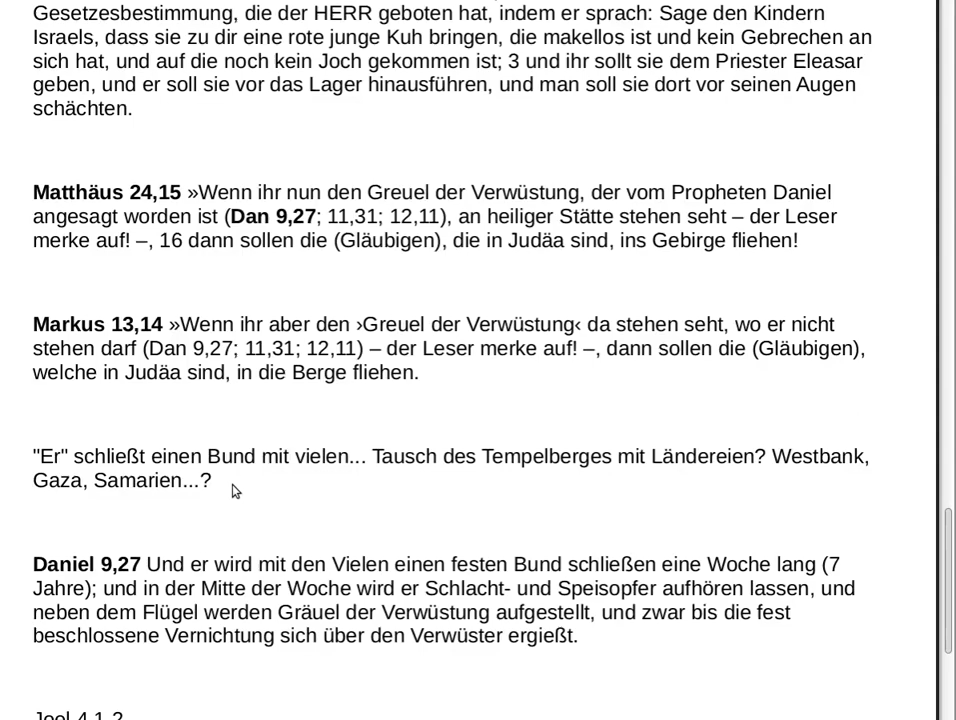 Gesetzesbestimmung, die der HERR geboten hat, indem er sprach: Sage den Kindern
Israels, dass sie zu dir eine rote junge Kuh bringen, die makellos ist und kein Gebrechen an
sich hat, und auf die noch kein Joch gekommen ist; 3 und ihr sollt sie dem Priester Eleasar
geben, und er soll sie vor das Lager hinausführen, und man soll sie dort vor seinen Augen
schächten.
Matthäus 24,15 »Wenn ihr nun den Greuel der Verwüstung, der vom Propheten Daniel
angesagt worden ist (Dan 9,27; 11,31; 12,11), an heiliger Stätte stehen seht – der Leser
merke auf! –, 16 dann sollen die (Gläubigen), die in Judäa sind, ins Gebirge fliehen!
Markus 13,14 »Wenn ihr aber den ›Greuel der Verwüstung‹ da stehen seht, wo er nicht
stehen darf (Dan 9,27; 11,31; 12,11) – der Leser merke auf! –, dann sollen die (Gläubigen),
welche in Judäa sind, in die Berge fliehen.
"Er" schließt einen Bund mit vielen... Tausch des Tempelberges mit Ländereien? Westbank,
Gaza, Samarien...?
Daniel 9,27 Und er wird mit den Vielen einen festen Bund schließen eine Woche lang (7
Jahre); und in der Mitte der Woche wird er Schlacht- und Speisopfer aufhören lassen, und
neben dem Flügel werden Gräuel der Verwüstung aufgestellt, und zwar bis die fest
beschlossene Vernichtung sich über den Verwüster ergießt.
Joel 4,1-2